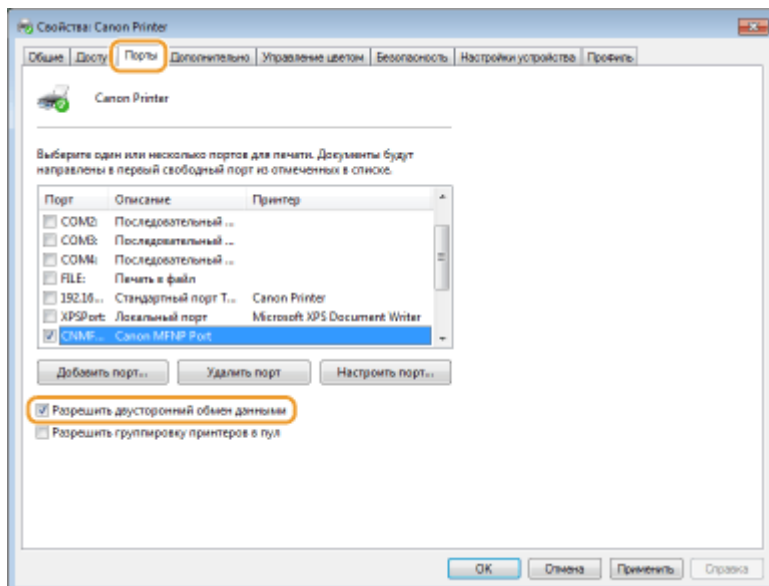 Свойства: Canon Printer
Общие Доступ Порты Дополнительно Управление цветом Безопасность Настройки устройства Профиль
Canon Printer
Выберите один или несколько портов для печати. Документы будут
направлены в первый свободный порт из отмеченных в списке.
Порт Описание Принтер
COM2: Последовательный ...
COM3: Последовательный ...
COM4: Последовательный ...
FILE: Печать в файл
192.16... Стандартный порт T... Canon Printer
XPSPort: Локальный порт Microsoft XPS Document Writer
CNMF... Canon MFNP Port
Добавить порт... Удалить порт Настроить порт...
Разрешить двусторонний обмен данными
Разрешить группировку принтеров в пул
OK Отмена Применить Справка